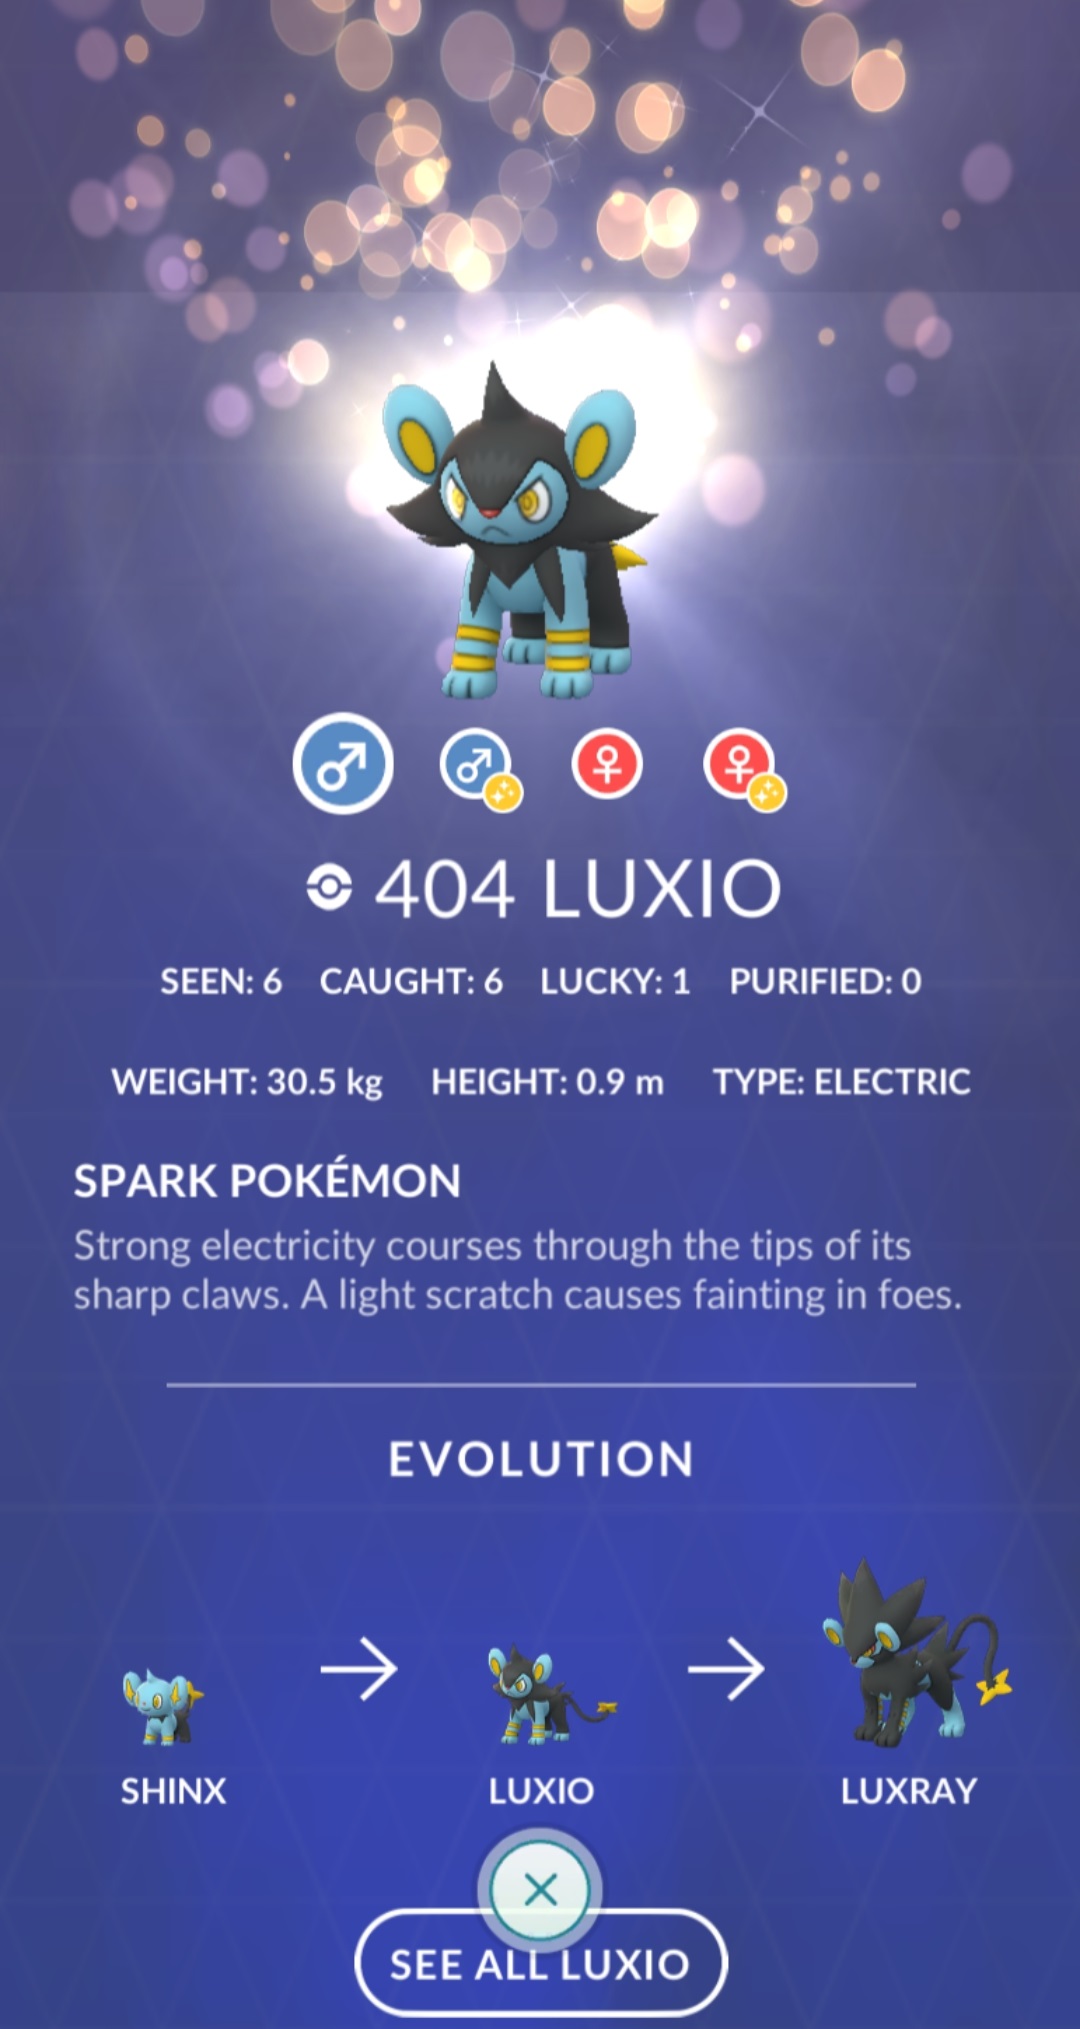 404 LUXIO
SEEN: 6 CAUGHT: 6 LUCKY: 1 PURIFIED: 0
WEIGHT: 30.5 kg HEIGHT: 0.9 m TYPE: ELECTRIC
SPARK POKÉMON
Strong electricity courses through the tips of its
sharp claws. A light scratch causes fainting in foes.
EVOLUTION
SHINX LUXIO LUXRAY
SEE ALL LUXIO